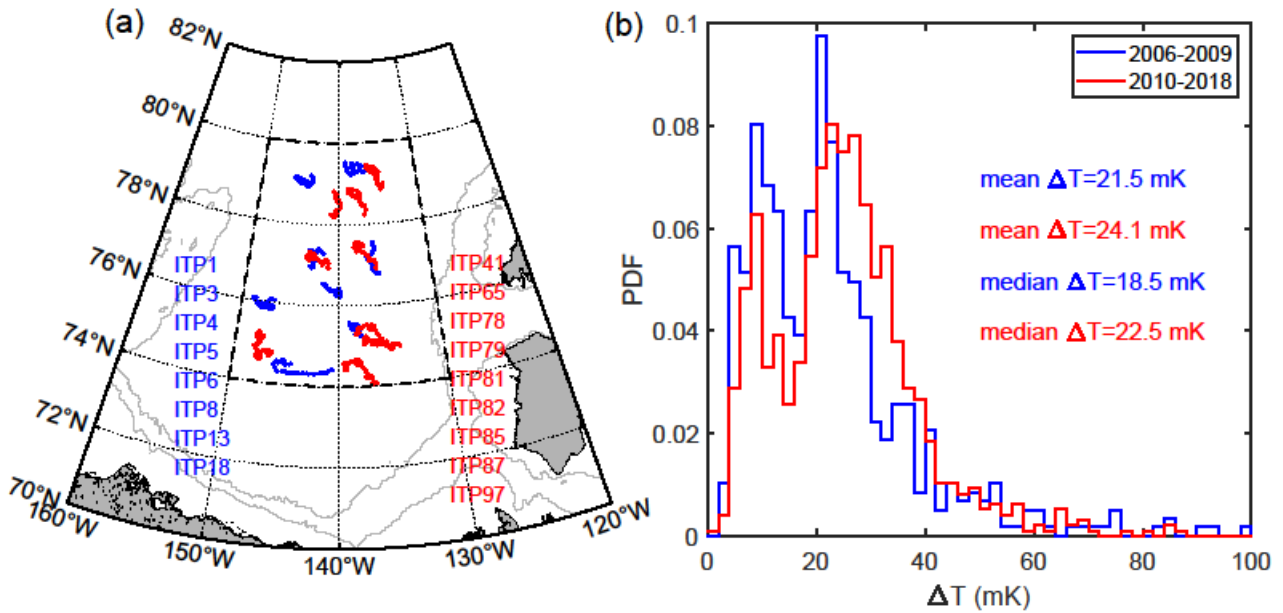 (a)
82°N
80°N
78°N
76°N
74°N
72°N
70°N
160°W
150°W
140°W
130°W
120°W
ITP1
ITP3
ITP4
ITP5
ITP6
ITP8
ITP13
ITP18
ITP41
ITP65
ITP78
ITP79
ITP81
ITP82
ITP85
ITP87
ITP97
(b)
0.1
0.08
0.06
0.04
0.02
0
PDF
2006-2009
2010-2018
mean ΔT=21.5 mK
mean ΔT=24.1 mK
median ΔT=18.5 mK
median ΔT=22.5 mK
0 20 40 60 80 100
ΔT (mK)